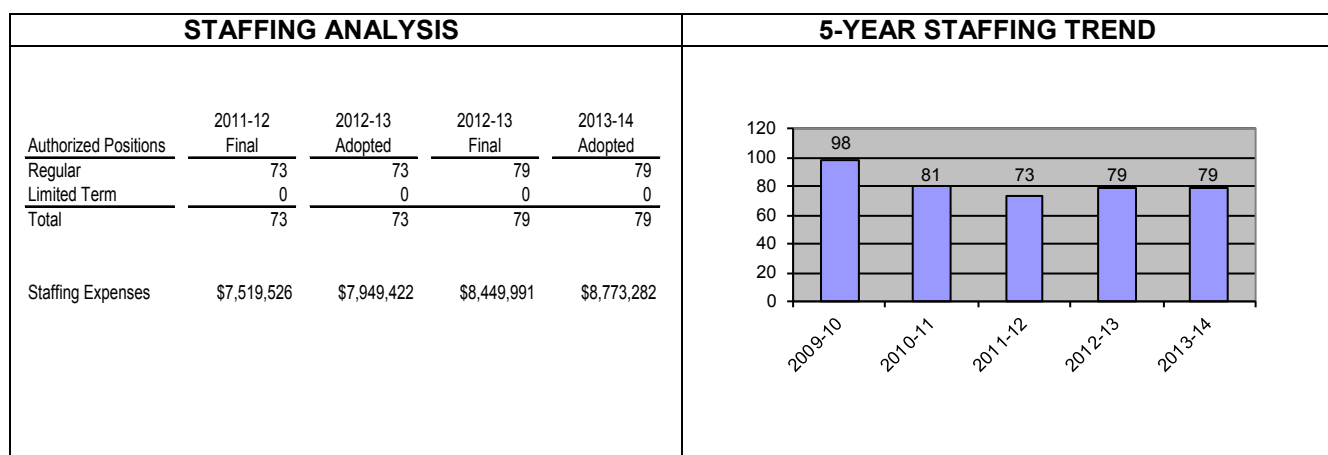 STAFFING ANALYSIS
2011-12 2012-13 2012-13 2013-14
Authorized Positions Final Adopted Final Adopted
Regular 73 73 79 79
Limited Term 0 0 0 0
Total 73 73 79 79
Staffing Expenses $7,519,526 $7,949,422 $8,449,991 $8,773,282
5-YEAR STAFFING TREND
120
100
80
60
40
20
0
98 81 73 79 79
2009-10 2010-11 2011-12 2012-13 2013-14